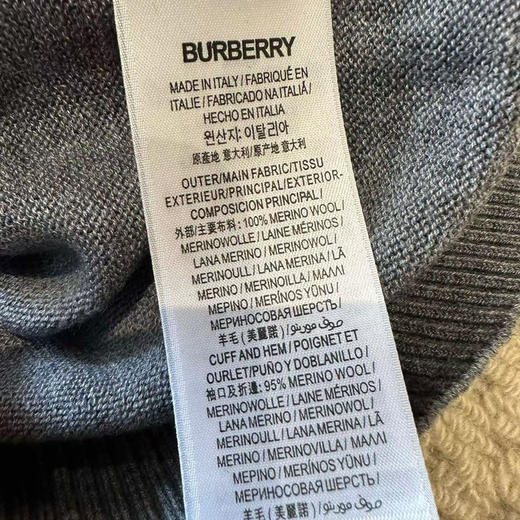 BURBERRY
MADE IN ITALY / FABRIQUÉ EN
ITALIE / FABRICADO NA ITALIÁ /
HECHO EN ITALIA
원산지: 이탈리아
原産地 意大利/原产地 意大利
OUTER/MAIN FABRIC/TISSU
EXTERIEUR/PRINCIPAL/EXTERIOR-
COMPOSICION PRINCIPAL/
外部/主要布料: 100% MERINO WOOL/
MERINOWOLLE / LAINE MÉRINOS /
LANA MERINO / MERINOWOL/
MERINOULL / LANA MERINA / LÃ
MERINO / MERINOVILLA / ΜΑΛΛΙ
ΜΕΡΙΝΟ / MERİNOS YÜNÜ /
МЕРИНОСОВАЯ ШЕРСТЬ/
羊毛 (美麗諾) / صوف مورينو/
CUFF AND HEM / POIGNET ET
OURLET/PUÑO Y DOBLANILLO /
袖口及折邊: 95% MERINO WOOL/
MERINOWOLLE / LAINE MÉRINOS /
LANA MERINO / MERINOWOL/
MERINOULL / LANA MERINA / LÃ
MERINO / MERINOVILLA / ΜΑΛΛΙ
ΜΕΡΙΝΟ / MERİNOS YÜNÜ /
МЕРИНОСОВАЯ ШЕРСТЬ/
羊毛 (美麗諾) / صوف مورينو/